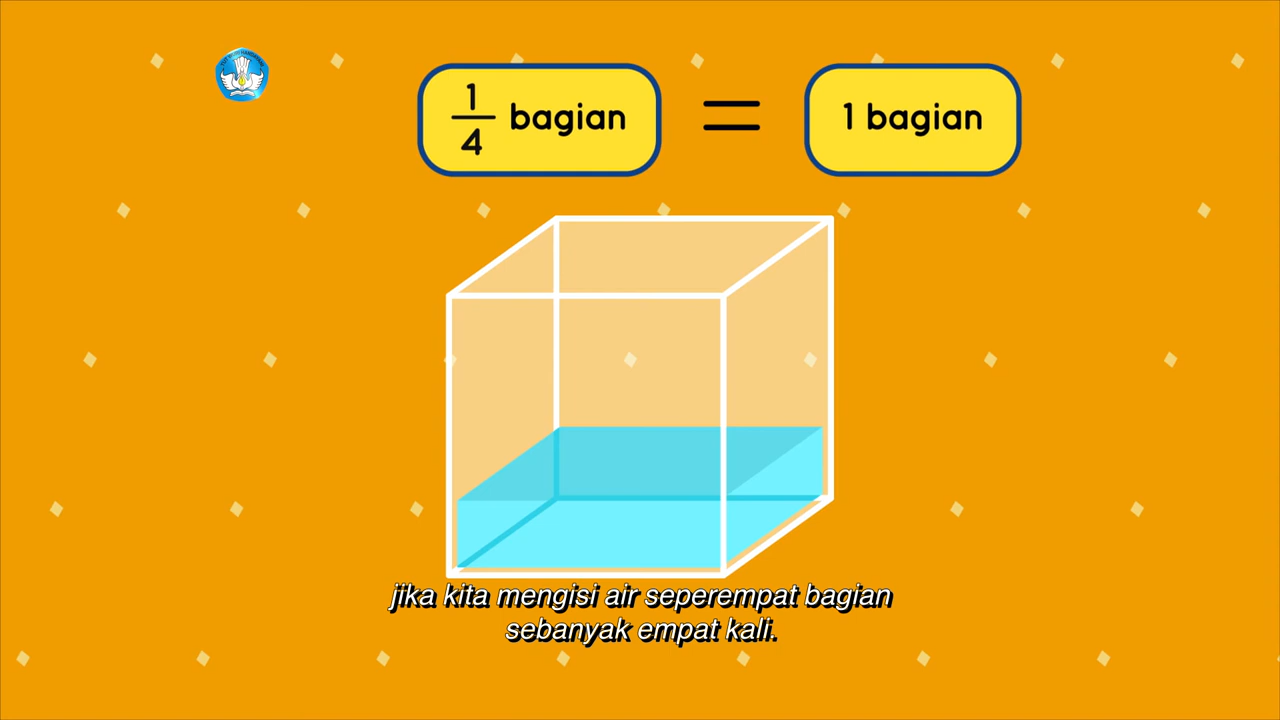 1/4 bagian = 1 bagian
jika kita mengisi air seperempat bagian
sebanyak empat kali.